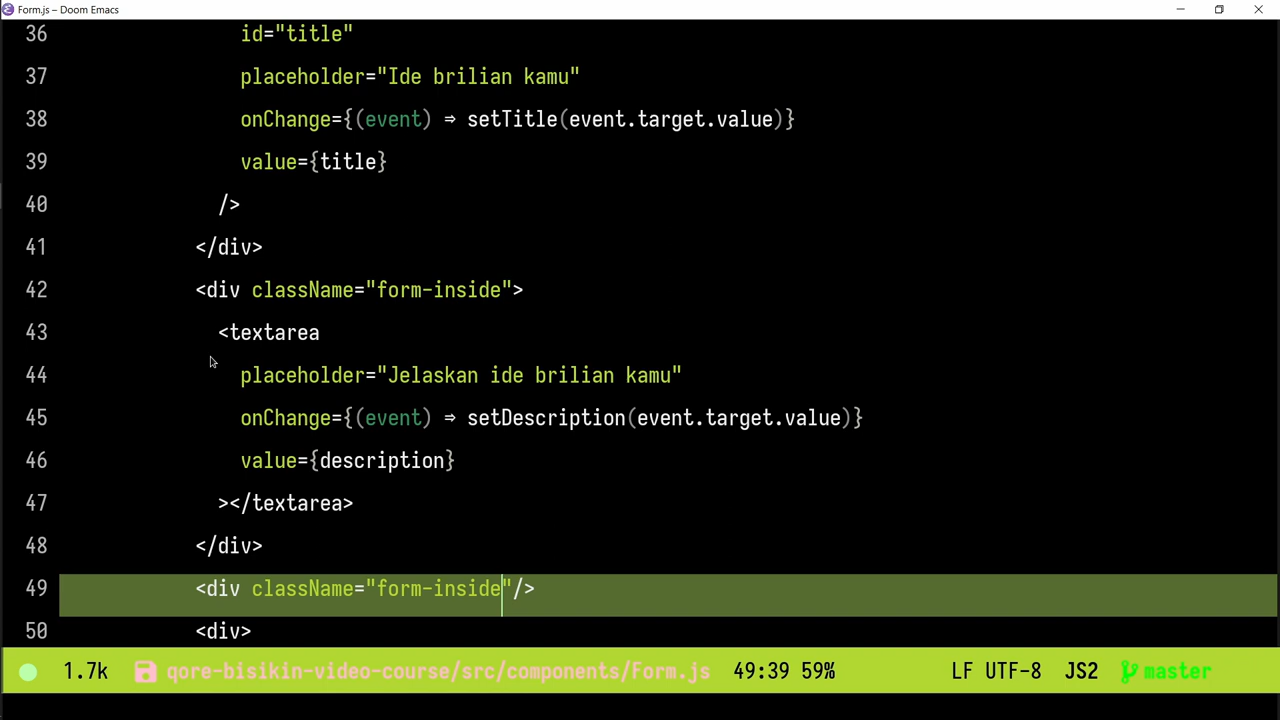 Form.js – Doom Emacs
36 id="title"
37 placeholder="Ide brilian kamu"
38 onChange={(event) ⇒ setTitle(event.target.value)}
39 value={title}
40 />
41 </div>
42 <div className="form-inside">
43 <textarea
44 placeholder="Jelaskan ide brilian kamu"
45 onChange={(event) ⇒ setDescription(event.target.value)}
46 value={description}
47 ></textarea>
48 </div>
49 <div className="form-inside"/>
50 <div>
1.7k qore-bisikin-video-course/src/components/Form.js 49:39 59% LF UTF-8 JS2 master